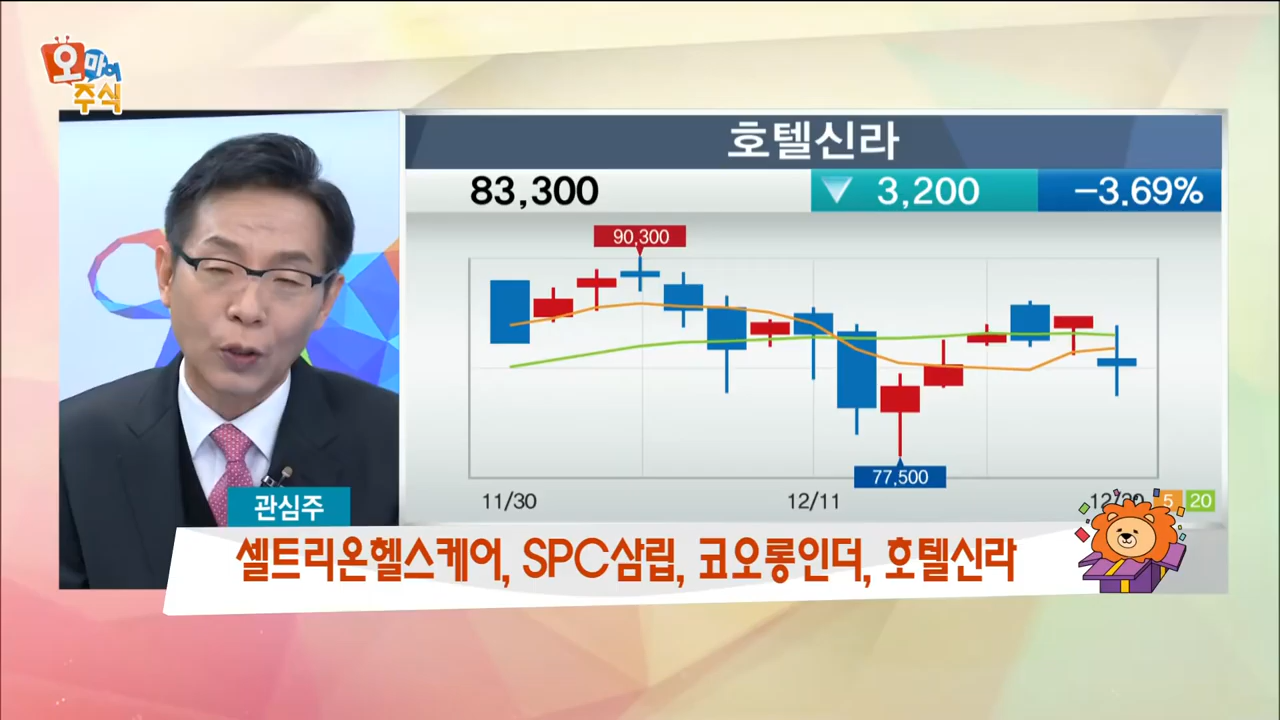 오마이
주식
호텔신라
83,300
▼ 3,200
-3.69%
90,300
77,500
11/30
12/11
5
20
관심주
셀트리온헬스케어, SPC삼립, 코오롱인더, 호텔신라